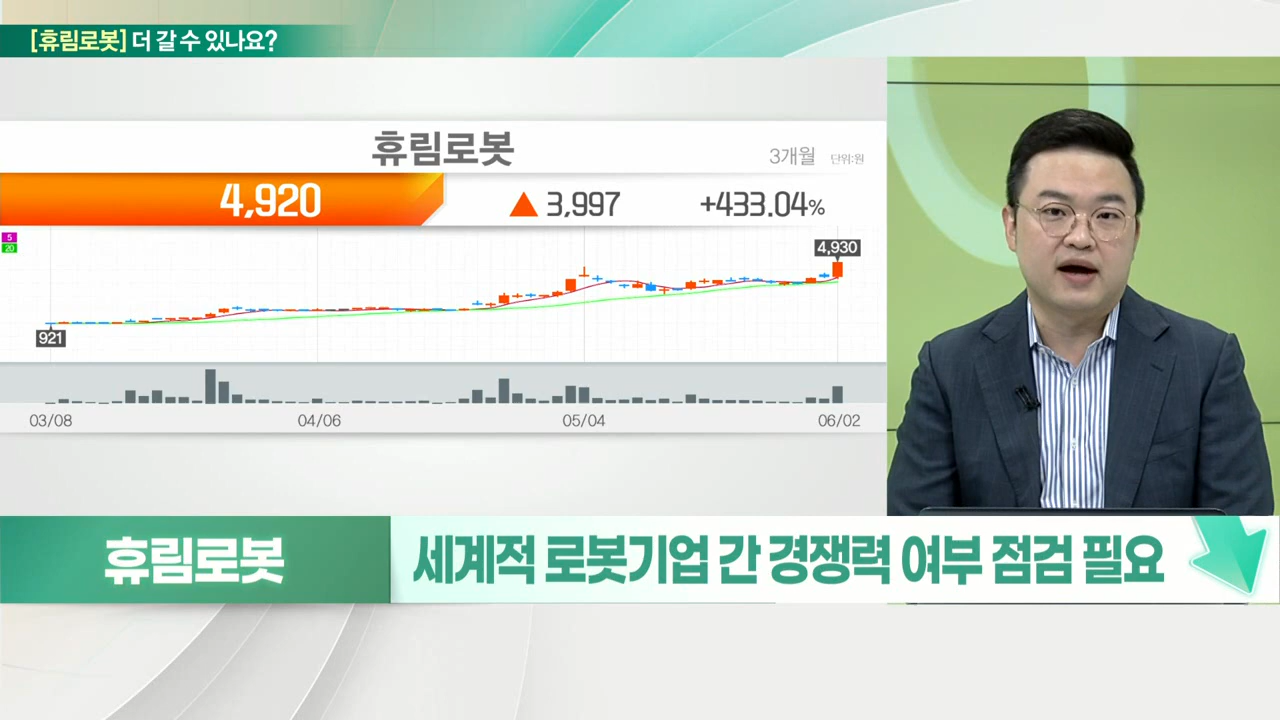 [휴림로봇] 더 갈 수 있나요?
휴림로봇
3개월 단위:원
4,920 ▲ 3,997 +433.04%
5
20
4,930
921
03/08 04/06 05/04 06/02
휴림로봇 세계적 로봇기업 간 경쟁력 여부 점검 필요